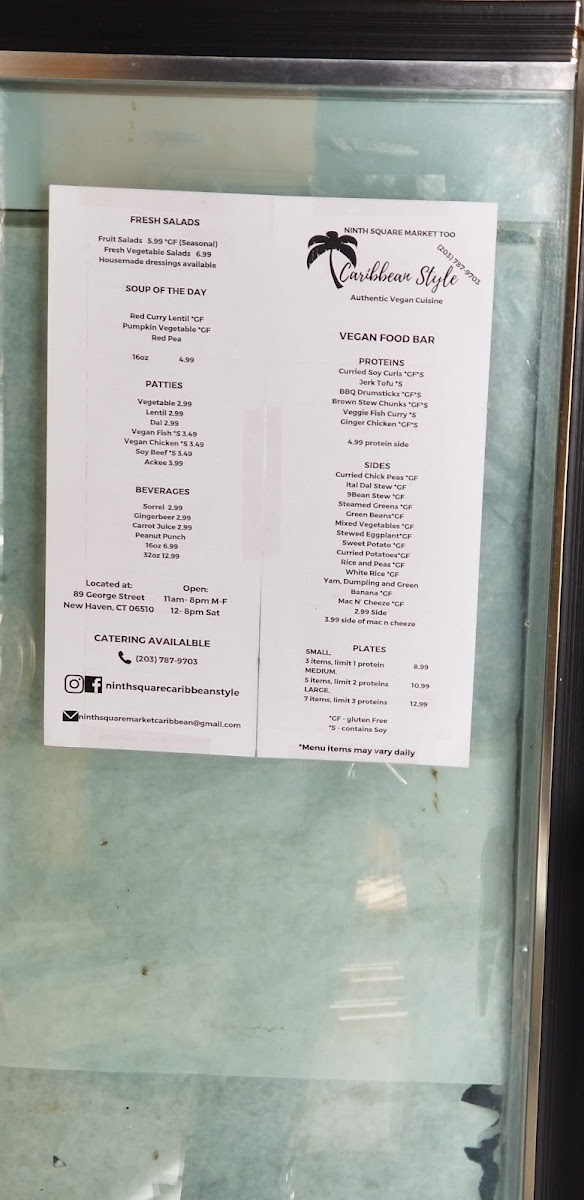 FRESH SALADS
Fruit Salads 5.99 *GF (Seasonal)
Fresh Vegetable Salads 6.99
Housemade dressings available
SOUP OF THE DAY
Red Curry Lentil *GF
Pumpkin Vegetable *GF
Red Pea
16oz 4.99
PATTIES
Vegetable 2.99
Lentil 2.99
Dal 2.99
Vegan Fish *S 3.49
Vegan Chicken *S 3.49
Soy Beef *S 3.49
Ackee 3.99
BEVERAGES
Sorrel 2.99
Gingerbeer 2.99
Carrot Juice 2.99
Peanut Punch
16oz 6.99
32oz 12.99
Located at:
89 George Street
New Haven, CT 06510
Open:
11am- 8pm M-F
12- 8pm Sat
CATERING AVAILALBLE
(203) 787-9703
ninthsquarecaribbeanstyle
ninthsquaremarketcaribbean@gmail.com
NINTH SQUARE MARKET TOO
(203) 787-9703
Caribbean Style
Authentic Vegan Cuisine
VEGAN FOOD BAR
PROTEINS
Curried Soy Curls *GF*S
Jerk Tofu *S
BBQ Drumsticks *GF*S
Brown Stew Chunks *GF*S
Veggie Fish Curry *S
Ginger Chicken *GF*S
4.99 protein side
SIDES
Curried Chick Peas *GF
Ital Dal Stew *GF
9Bean Stew *GF
Steamed Greens *GF
Green Beans*GF
Mixed Vegetables *GF
Stewed Eggplant*GF
Sweet Potato *GF
Curried Potatoes*GF
Rice and Peas *GF
White Rice *GF
Yam, Dumpling and Green
Banana *GF
Mac N' Cheeze *GF
2.99 Side
3.99 side of mac n cheeze
PLATES
SMALL.
3 items, limit 1 protein 8.99
MEDIUM.
5 items, limit 2 proteins 10.99
LARGE.
7 items, limit 3 proteins 12.99
*GF - gluten Free
*S - contains Soy
*Menu items may vary daily